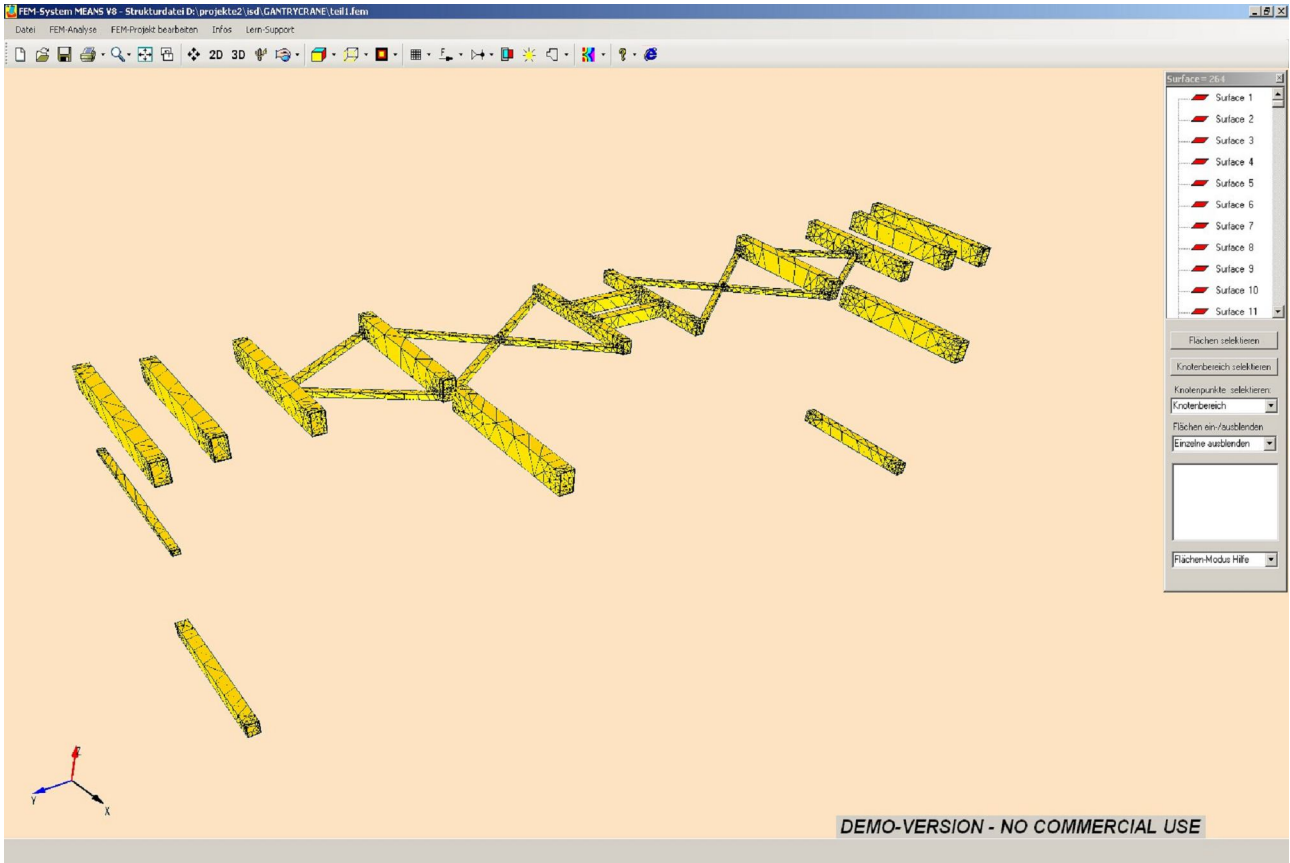 FEM-System MEANS V8 - Strukturdatei D:\projekte2\isd\GANTRYCRANE\teil1.fem
Datei FEM-Analyse FEM-Projekt bearbeiten Infos Lern-Support
2D 3D F
Surface= 264
Surface 1
Surface 2
Surface 3
Surface 4
Surface 5
Surface 6
Surface 7
Surface 8
Surface 9
Surface 10
Surface 11
Flächen selektieren
Knotenbereich selektieren
Knotenpunkte selektieren:
Knotenbereich
Flächen ein-/ausblenden
Einzelne ausblenden
Flächen-Modus Hilfe
Z
Y
X
DEMO-VERSION - NO COMMERCIAL USE